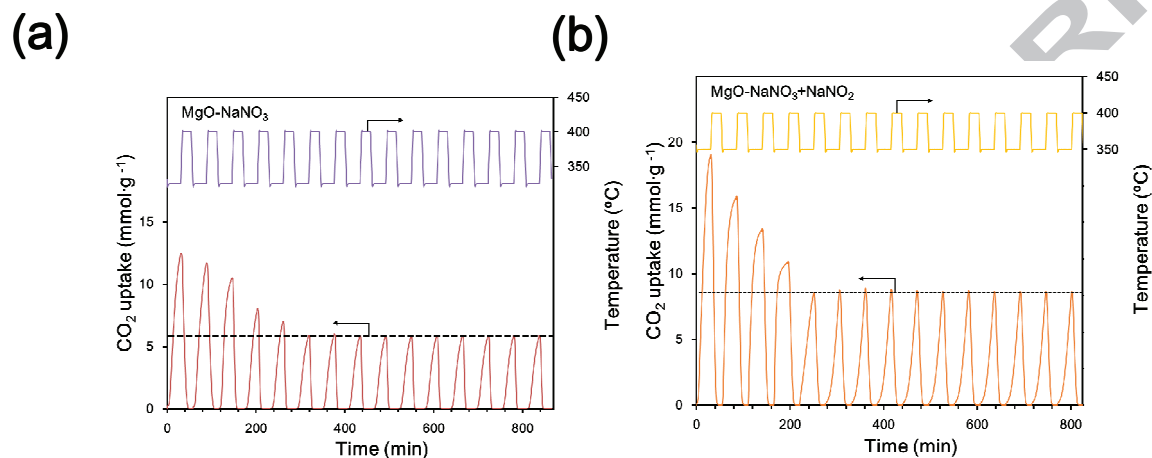 (a)
(b)
MgO-NaNO₃
CO₂ uptake (mmol·g⁻¹)
15
10
5
0
450
400
350
Temperature (ºC)
0
200
400
600
800
Time (min)
MgO-NaNO₃+NaNO₂
CO₂ uptake (mmol·g⁻¹)
20
15
10
5
0
450
400
350
Temperature (ºC)
0
200
400
600
800
Time (min)